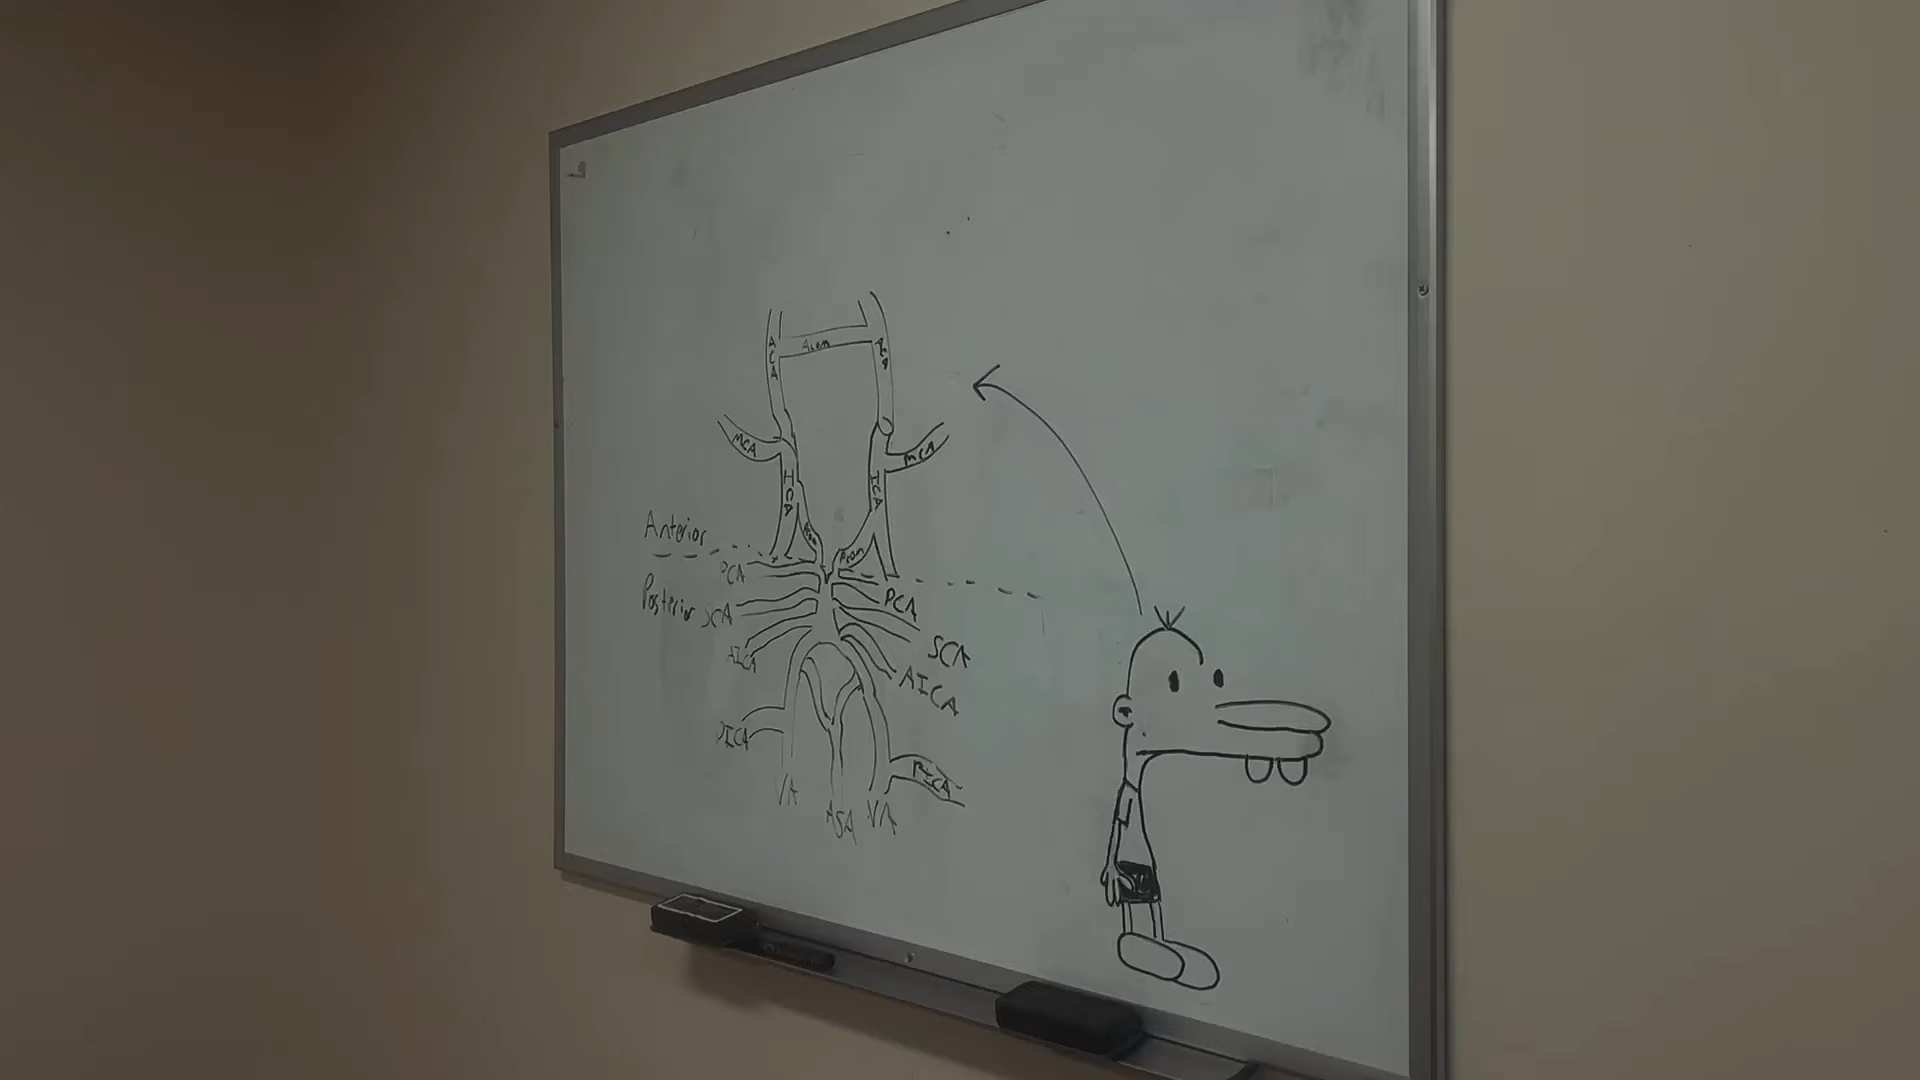 ACA Acom ACA
MCA MCA
ICA ICA
Anterior
Pcom Pcom
PCA PCA
Posterior SCA SCA
AICA AICA
PICA PICA
VA ASA VA